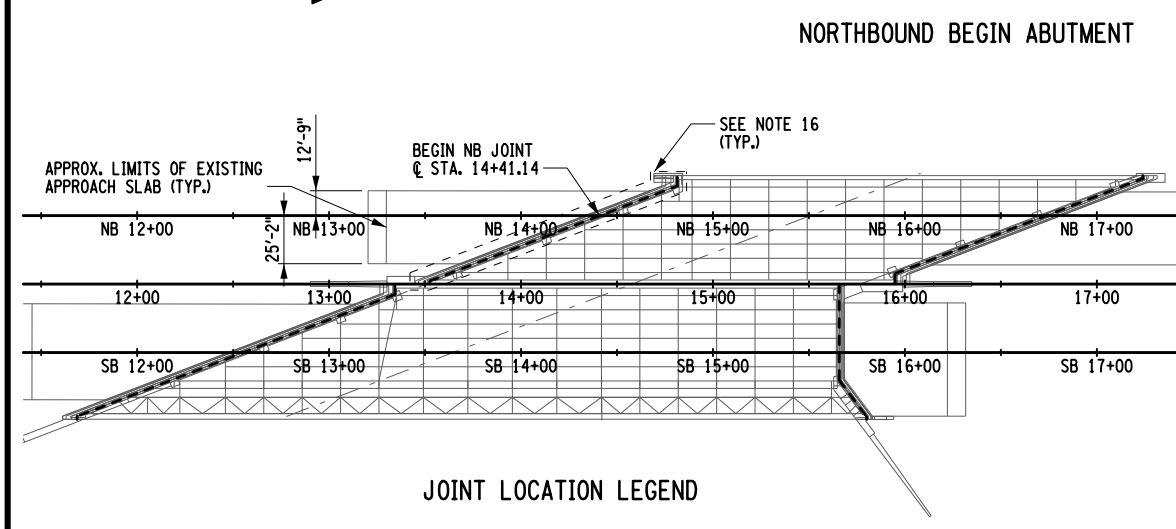 NORTHBOUND BEGIN ABUTMENT
12'-9"
SEE NOTE 16
(TYP.)
BEGIN NB JOINT
℄ STA. 14+41.14
APPROX. LIMITS OF EXISTING
APPROACH SLAB (TYP.)
25'-2"
NB 12+00 NB 13+00 NB 14+00 NB 15+00 NB 16+00 NB 17+00
12+00 13+00 14+00 15+00 16+00 17+00
SB 12+00 SB 13+00 SB 14+00 SB 15+00 SB 16+00 SB 17+00
JOINT LOCATION LEGEND